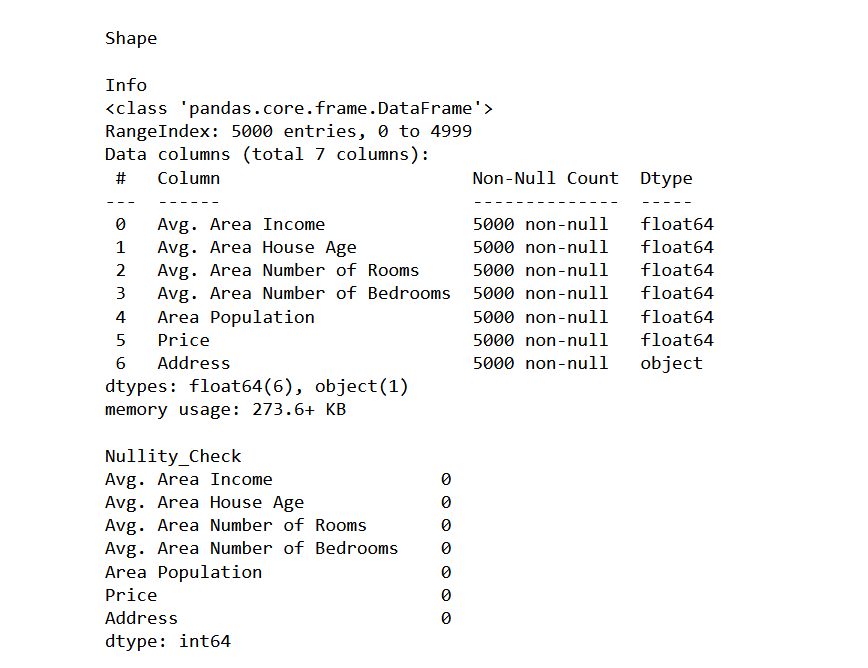 Shape
Info
<class 'pandas.core.frame.DataFrame'>
RangeIndex: 5000 entries, 0 to 4999
Data columns (total 7 columns):
 #   Column                        Non-Null Count  Dtype
---  ------                        --------------  -----
 0   Avg. Area Income              5000 non-null   float64
 1   Avg. Area House Age           5000 non-null   float64
 2   Avg. Area Number of Rooms     5000 non-null   float64
 3   Avg. Area Number of Bedrooms  5000 non-null   float64
 4   Area Population               5000 non-null   float64
 5   Price                         5000 non-null   float64
 6   Address                       5000 non-null   object
dtypes: float64(6), object(1)
memory usage: 273.6+ KB
Nullity_Check
Avg. Area Income                0
Avg. Area House Age             0
Avg. Area Number of Rooms       0
Avg. Area Number of Bedrooms    0
Area Population                 0
Price                           0
Address                         0
dtype: int64